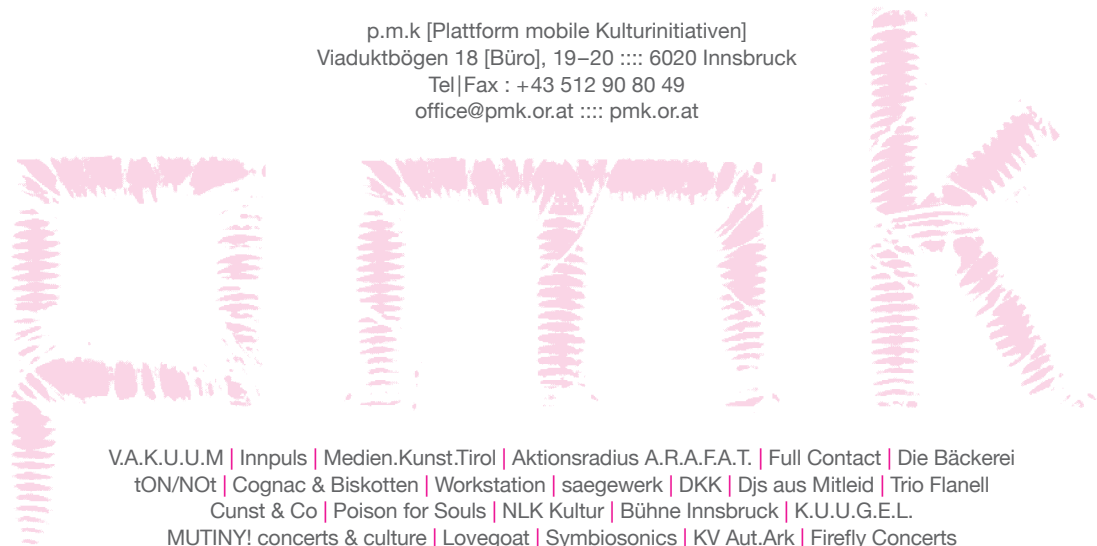 p.m.k [Plattform mobile Kulturinitiativen]
Viaduktbögen 18 [Büro], 19–20 :::: 6020 Innsbruck
Tel|Fax : +43 512 90 80 49
office@pmk.or.at :::: pmk.or.at
pmk
V.A.K.U.U.M | Innpuls | Medien.Kunst.Tirol | Aktionsradius A.R.A.F.A.T. | Full Contact | Die Bäckerei
tON/NOt | Cognac & Biskotten | Workstation | saegewerk | DKK | Djs aus Mitleid | Trio Flanell
Cunst & Co | Poison for Souls | NLK Kultur | Bühne Innsbruck | K.U.U.G.E.L.
MUTINY! concerts & culture | Lovegoat | Symbiosonics | KV Aut.Ark | Firefly Concerts